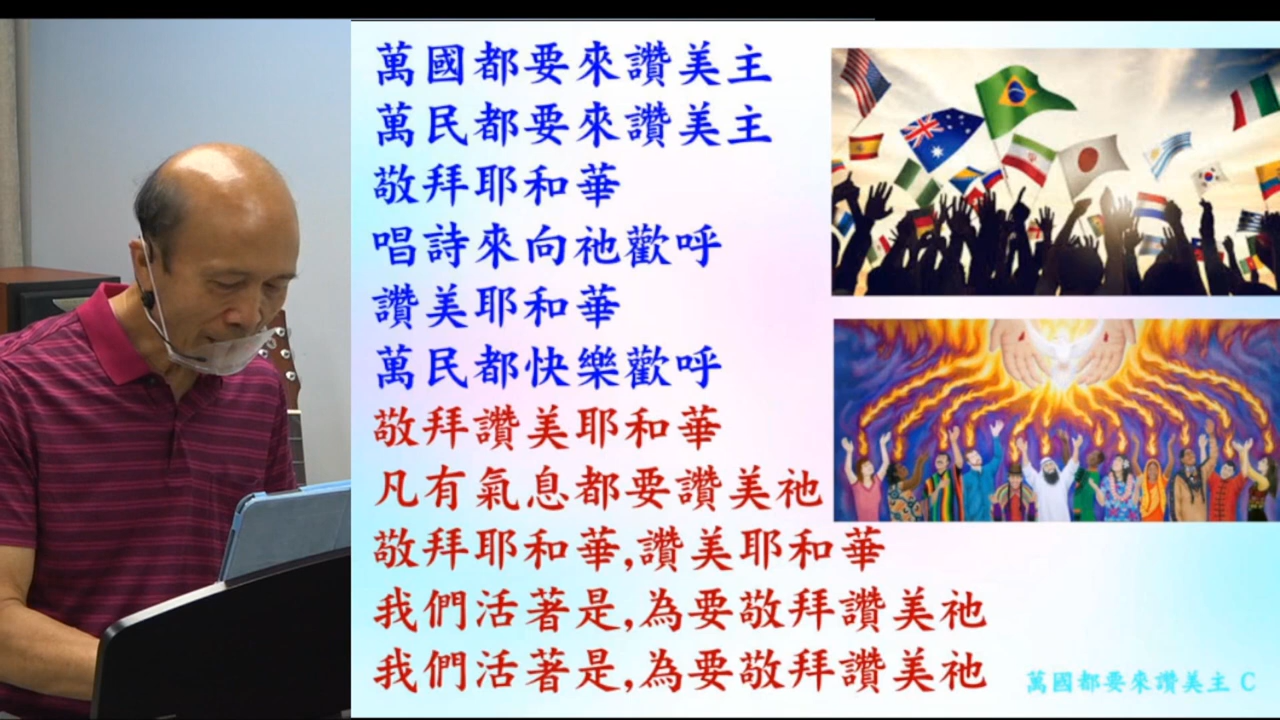 萬國都要來讚美主
萬民都要來讚美主
敬拜耶和華
唱詩來向祂歡呼
讚美耶和華
萬民都快樂歡呼
敬拜讚美耶和華
凡有氣息都要讚美祂
敬拜耶和華,讚美耶和華
我們活著是,為要敬拜讚美祂
我們活著是,為要敬拜讚美祂
萬國都要來讚美主 C